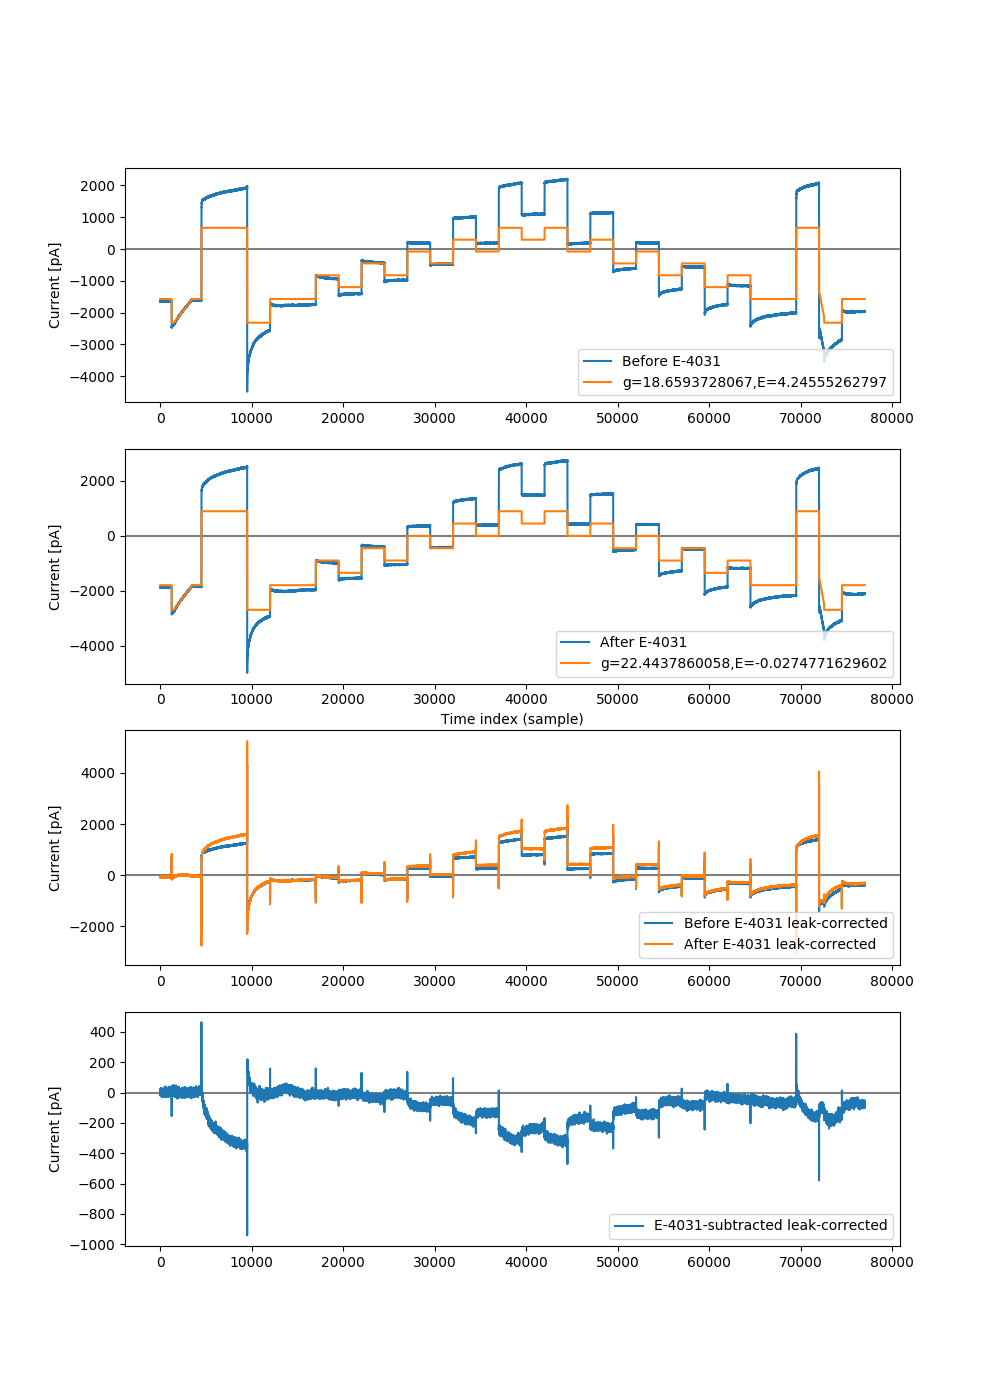 2000
1000
0
−1000
−2000
−3000
−4000
Current [pA]
Before E-4031
g=18.6593728067,E=4.24555262797
0 10000 20000 30000 40000 50000 60000 70000 80000
2000
0
−2000
−4000
Current [pA]
After E-4031
g=22.4437860058,E=-0.0274771629602
0 10000 20000 30000 40000 50000 60000 70000 80000
Time index (sample)
4000
2000
0
−2000
Current [pA]
Before E-4031 leak-corrected
After E-4031 leak-corrected
0 10000 20000 30000 40000 50000 60000 70000 80000
400
200
0
−200
−400
−600
−800
−1000
Current [pA]
E-4031-subtracted leak-corrected
0 10000 20000 30000 40000 50000 60000 70000 80000